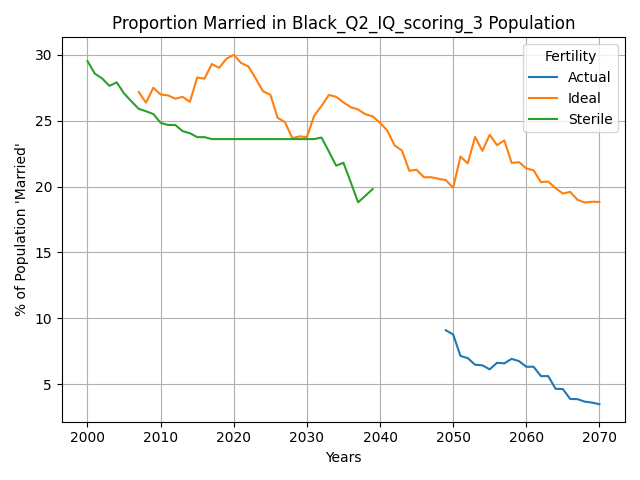 Proportion Married in Black_Q2_IQ_scoring_3 Population
% of Population 'Married'
30
25
20
15
10
5
Fertility
Actual
Ideal
Sterile
2000 2010 2020 2030 2040 2050 2060 2070
Years